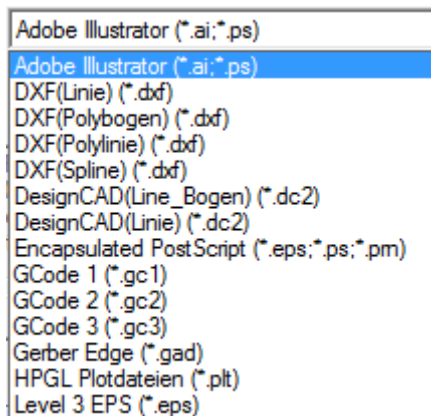 Adobe Illustrator (*.ai;*.ps)
Adobe Illustrator (*.ai;*.ps)
DXF(Linie) (*.dxf)
DXF(Polybogen) (*.dxf)
DXF(Polylinie) (*.dxf)
DXF(Spline) (*.dxf)
DesignCAD(Line_Bogen) (*.dc2)
DesignCAD(Linie) (*.dc2)
Encapsulated PostScript (*.eps;*.ps;*.prn)
GCode 1 (*.gc1)
GCode 2 (*.gc2)
GCode 3 (*.gc3)
Gerber Edge (*.gad)
HPGL Plotdateien (*.plt)
Level 3 EPS (*.eps)